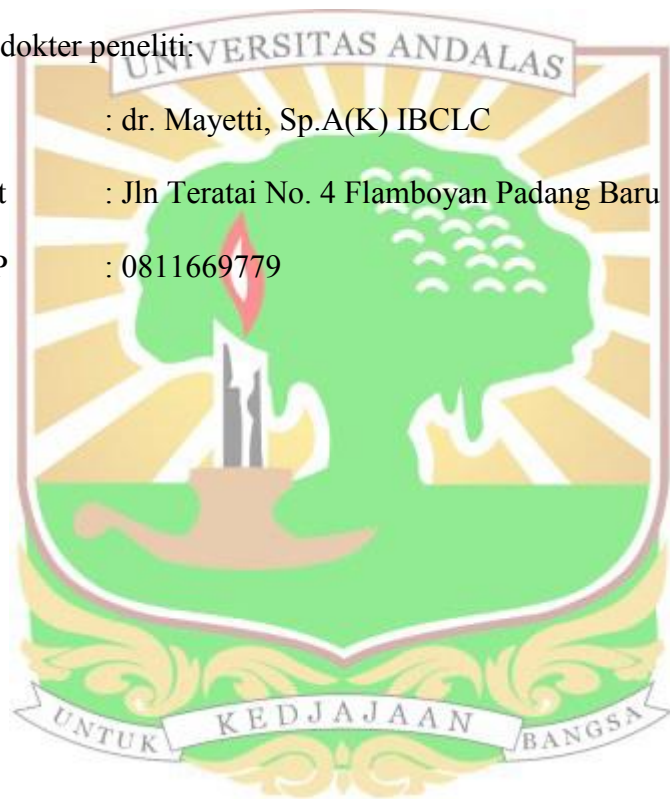 dokter peneliti:
UNIVERSITAS ANDALAS
: dr. Mayetti, Sp.A(K) IBCLC
t : Jln Teratai No. 4 Flamboyan Padang Baru
P : 0811669779
UNTUK KEDJAJAAN BANGSA